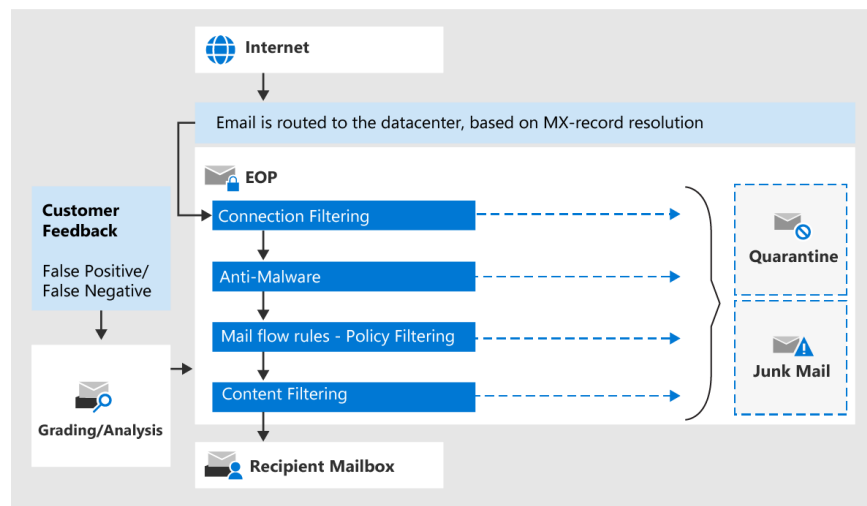 Internet
Email is routed to the datacenter, based on MX-record resolution
EOP
Customer
Feedback
False Positive/
False Negative
Connection Filtering
Anti-Malware
Mail flow rules - Policy Filtering
Content Filtering
Quarantine
Junk Mail
Grading/Analysis
Recipient Mailbox